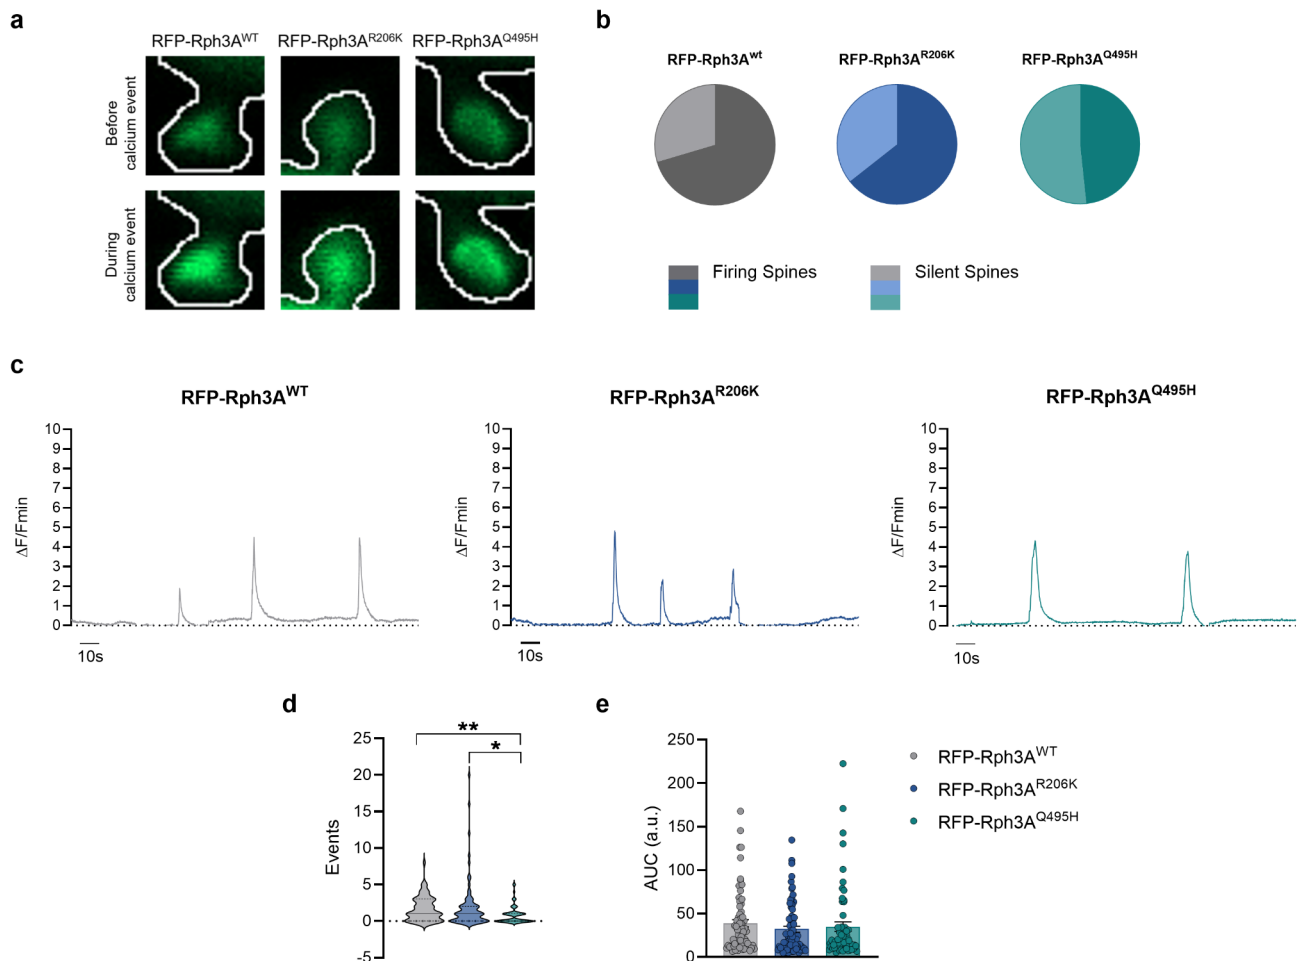 a
RFP-Rph3AWT RFP-Rph3AR206K RFP-Rph3AQ495H
Before
calcium event
During
calcium event
b
RFP-Rph3Awt RFP-Rph3AR206K RFP-Rph3AQ495H
Firing Spines Silent Spines
c
RFP-Rph3AWT
10
9
8
7
6
5
4
3
2
1
0
ΔF/Fmin
10s
RFP-Rph3AR206K
10
9
8
7
6
5
4
3
2
1
0
ΔF/Fmin
10s
RFP-Rph3AQ495H
10
9
8
7
6
5
4
3
2
1
0
ΔF/Fmin
10s
d
**
*
25
20
15
10
5
0
-5
Events
e
250
200
150
100
50
0
AUC (a.u.)
RFP-Rph3AWT
RFP-Rph3AR206K
RFP-Rph3AQ495H